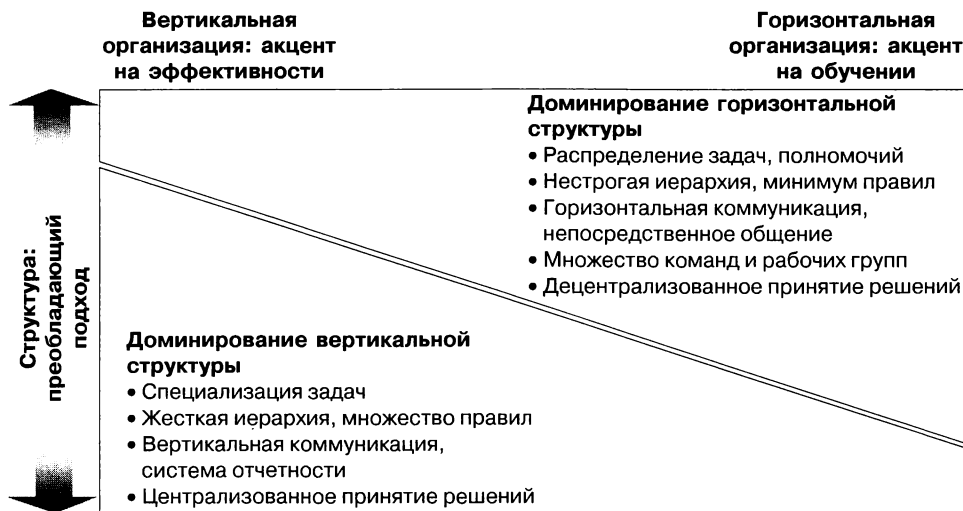 Вертикальная
организация: акцент
на эффективности
Горизонтальная
организация: акцент
на обучении
Структура:
преобладающий
подход
Доминирование горизонтальной
структуры
• Распределение задач, полномочий
• Нестрогая иерархия, минимум правил
• Горизонтальная коммуникация,
непосредственное общение
• Множество команд и рабочих групп
• Децентрализованное принятие решений
Доминирование вертикальной
структуры
• Специализация задач
• Жесткая иерархия, множество правил
• Вертикальная коммуникация,
система отчетности
• Централизованное принятие решений